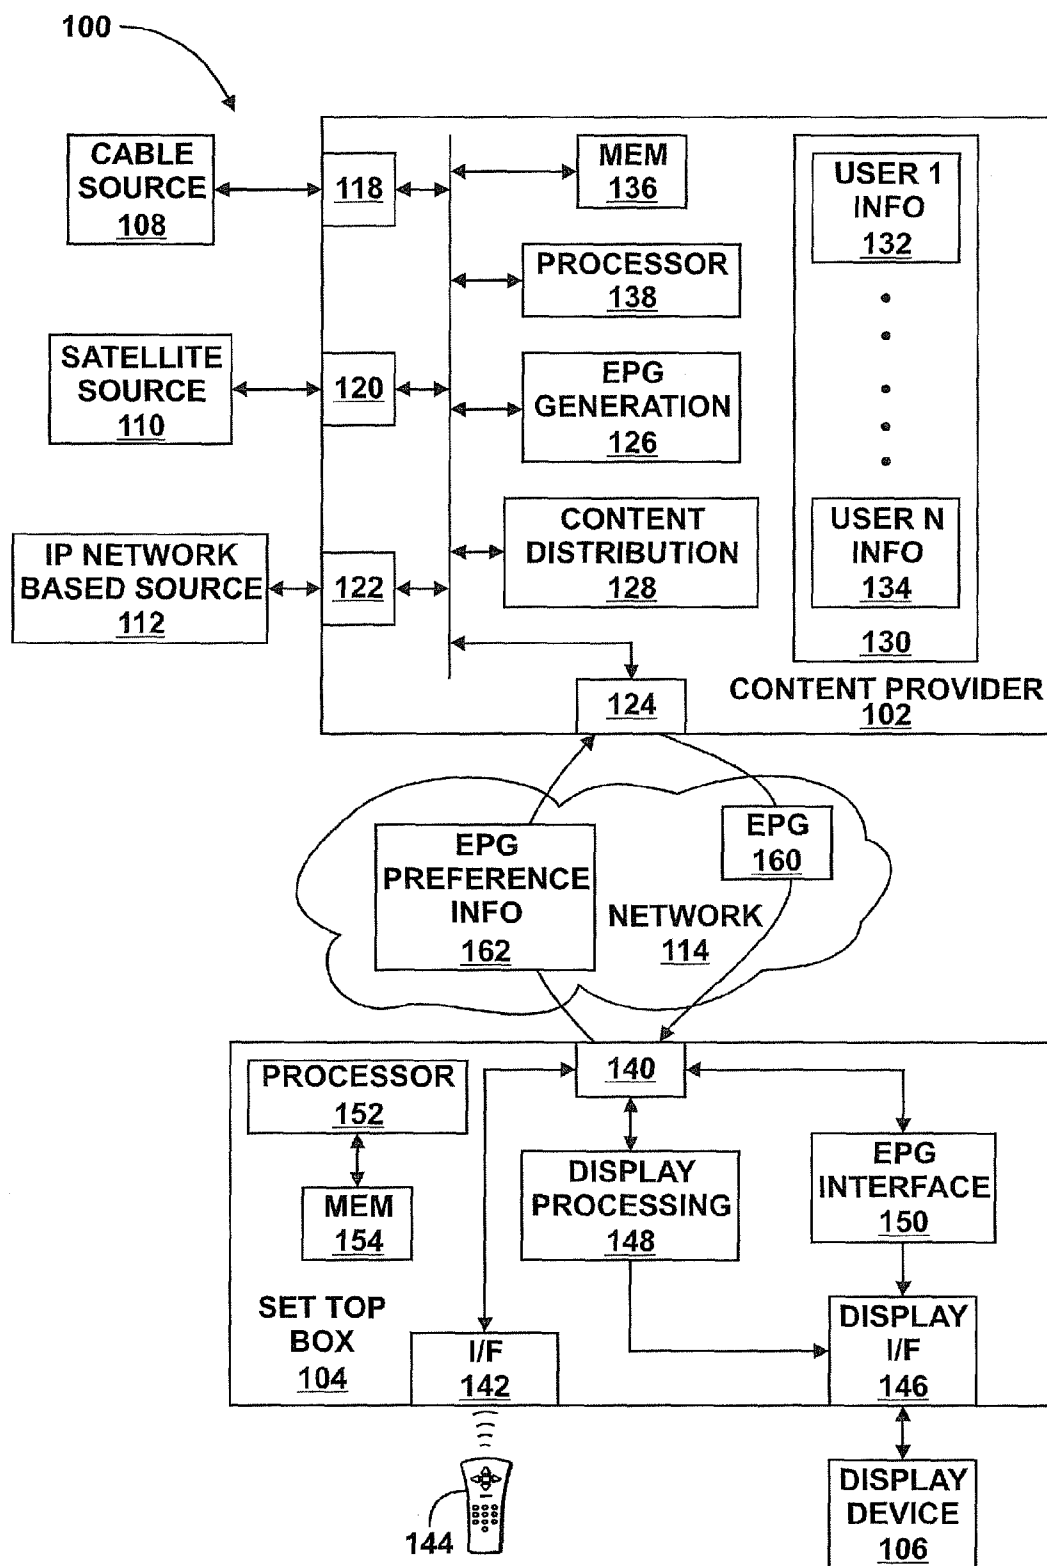 100
CABLE
SOURCE
108
118
MEM
136
USER 1
INFO
132
PROCESSOR
138
SATELLITE
SOURCE
110
120
EPG
GENERATION
126
CONTENT
DISTRIBUTION
128
USER N
INFO
134
130
IP NETWORK
BASED SOURCE
112
122
124
CONTENT PROVIDER
102
EPG
PREFERENCE
INFO
162
EPG
160
NETWORK
114
PROCESSOR
152
140
MEM
154
DISPLAY
PROCESSING
148
EPG
INTERFACE
150
SET TOP
BOX
104
I/F
142
DISPLAY
I/F
146
144
DISPLAY
DEVICE
106